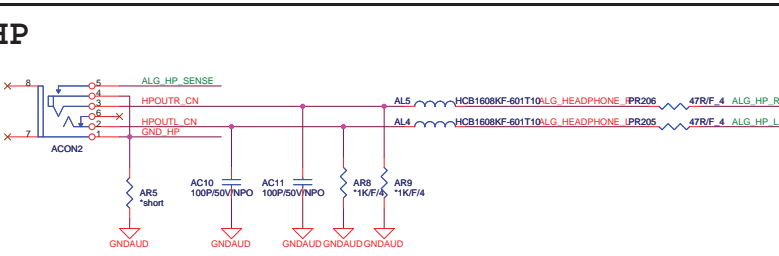 HP
8
5
ALG_HP_SENSE
4
3
HPOUTR_CN
AL5
HCB1608KF-601T10
ALG_HEADPHONE_R
PR206
47R/F_4
ALG_HP_R
6
2
HPOUTL_CN
AL4
HCB1608KF-601T10
ALG_HEADPHONE_L
PR205
47R/F_4
ALG_HP_L
7
1
GND_HP
ACON2
AR5
*short
AC10
100P/50V/NPO
AC11
100P/50V/NPO
AR8
*1K/F/4
AR9
*1K/F/4
GNDAUD
GNDAUD
GNDAUD
GNDAUD
GNDAUD